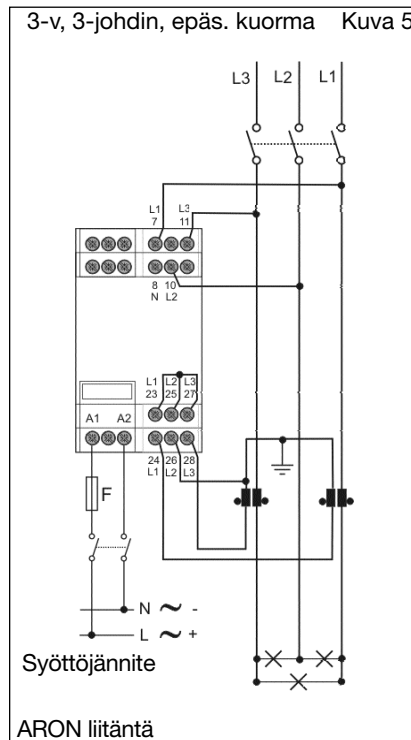 3-v, 3-johdin, epäs. kuorma Kuva 5
L3 L2 L1
L1 L3
7 11
8 10
N L2
L1 L2 L3
23 25 27
A1 A2
24 26 28
L1 L2 L3
F
N ~ -
L ~ +
Syöttöjännite
ARON liitäntä